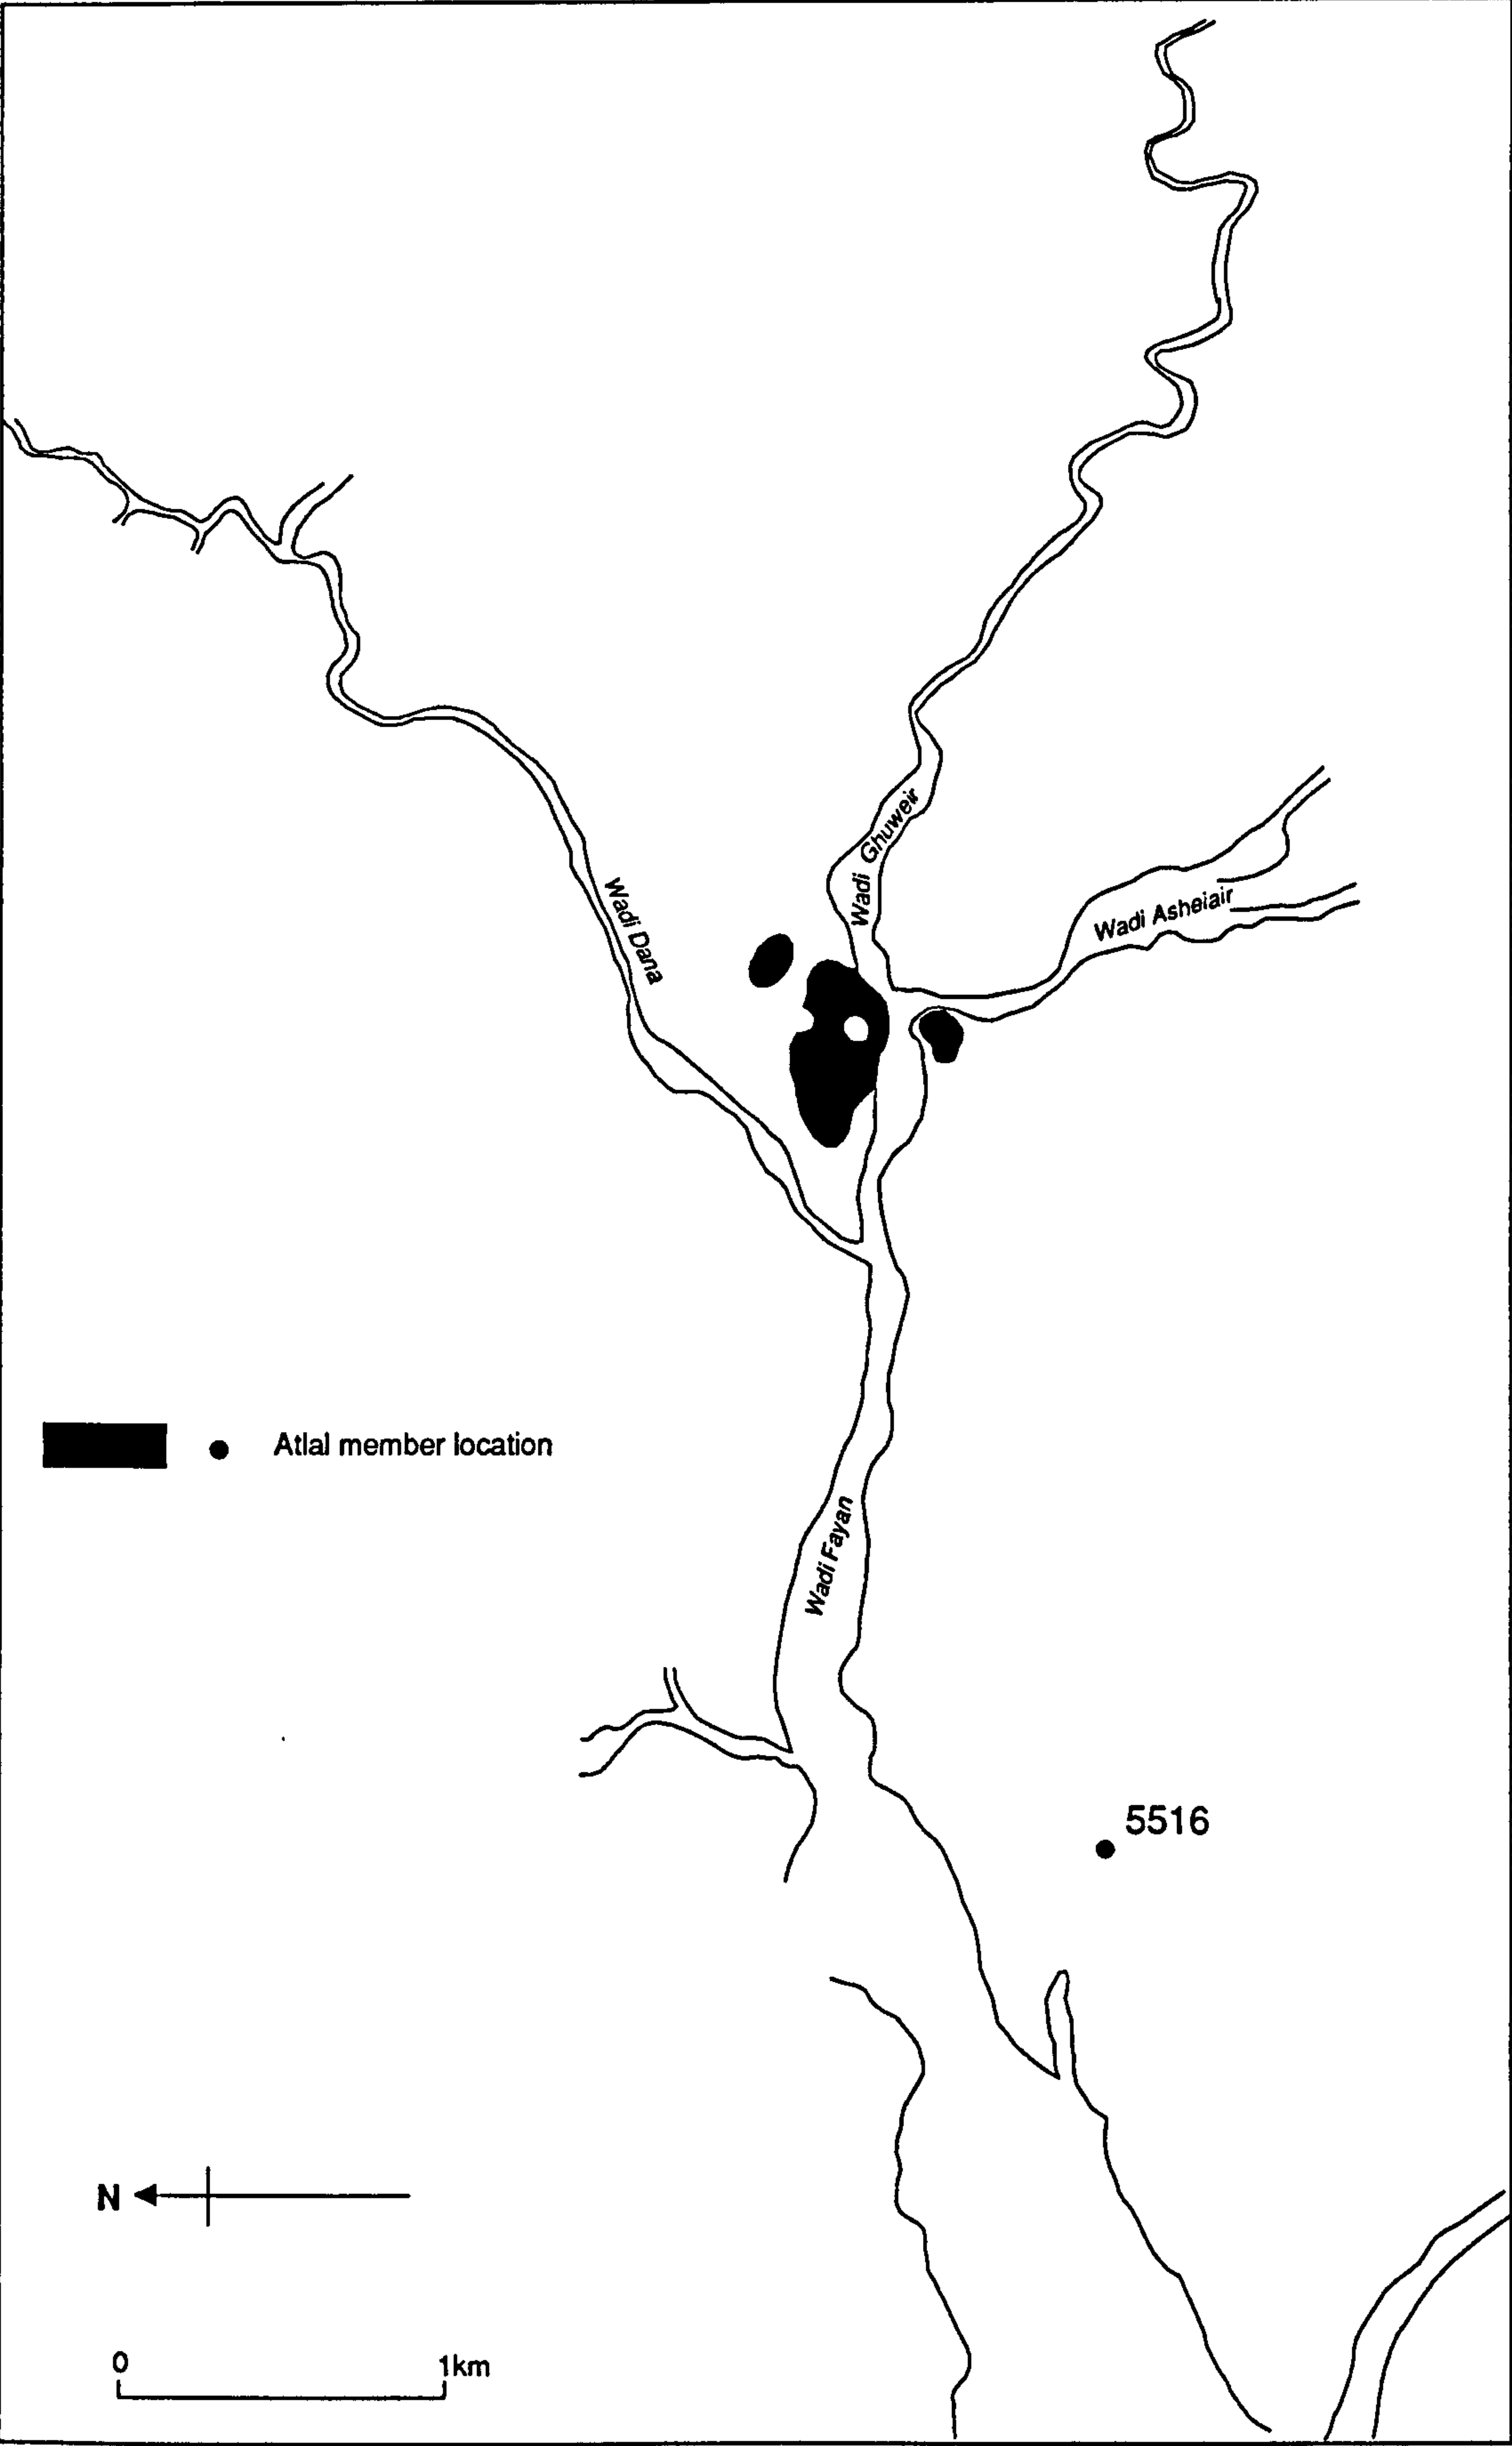 Wadi Ghuweir
Wadi Dana
Wadi Asheiair
Atlal member location
Wadi Fayan
5516
N
0 1km